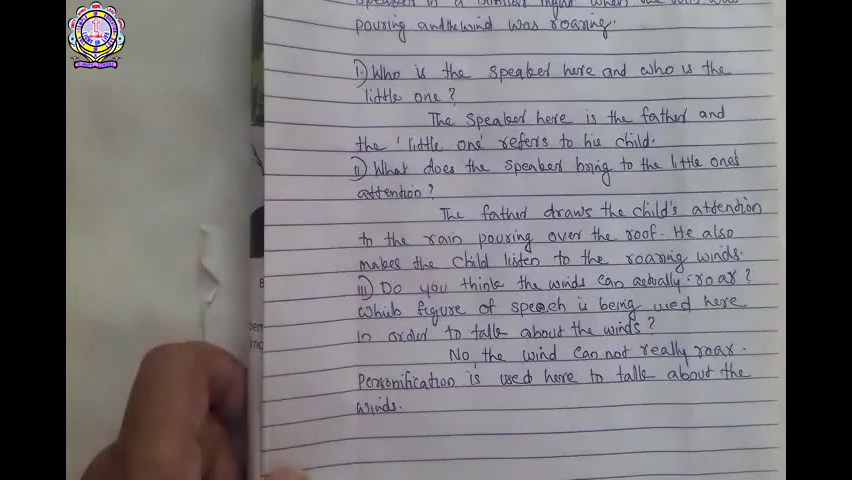 pouring and the wind was roaring.
I.) Who is the speaker here and who is the
little one?
The speaker here is the father and
the 'little one' refers to his child.
II) What does the speaker bring to the little one's
attention?
The father draws the child's attention
to the rain pouring over the roof. He also
makes the child listen to the roaring winds.
III) Do you think the winds can actually roar?
Which figure of speech is being used here
in order to talk about the winds?
No, the wind can not really roar.
Personification is used here to talk about the
winds.